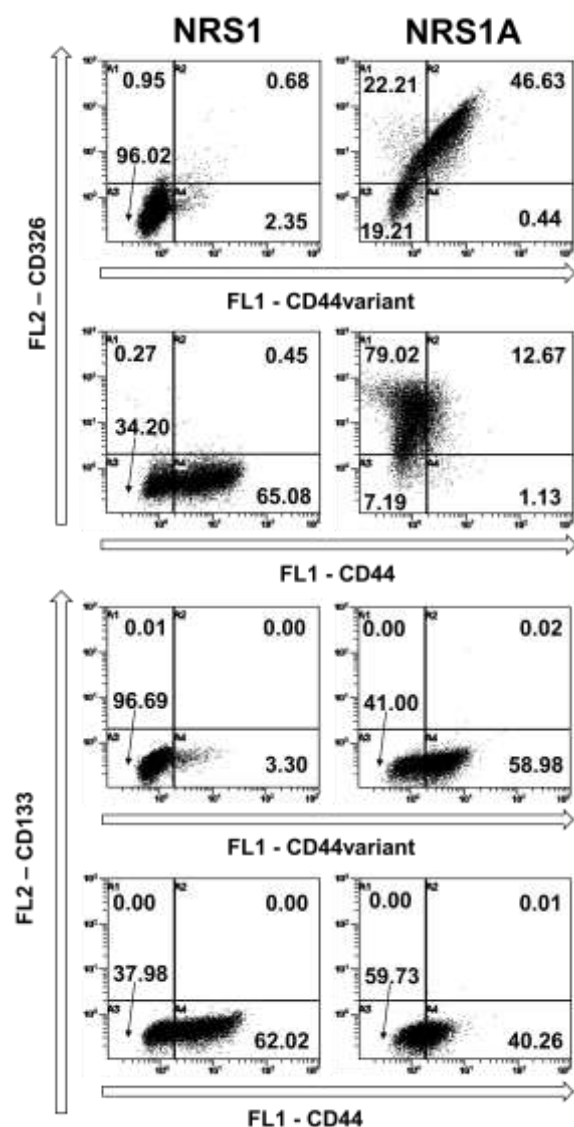 NRS1 NRS1A
0.95 0.68 22.21 46.63
96.02
2.35 19.21 0.44
FL1 - CD44variant
0.27 0.45 79.02 12.67
34.20
65.08 7.19 1.13
FL1 - CD44
FL2 – CD326
0.01 0.00 0.00 0.02
96.69 41.00
3.30 58.98
FL1 - CD44variant
0.00 0.00 0.00 0.01
37.98 59.73
62.02 40.26
FL1 - CD44
FL2 – CD133